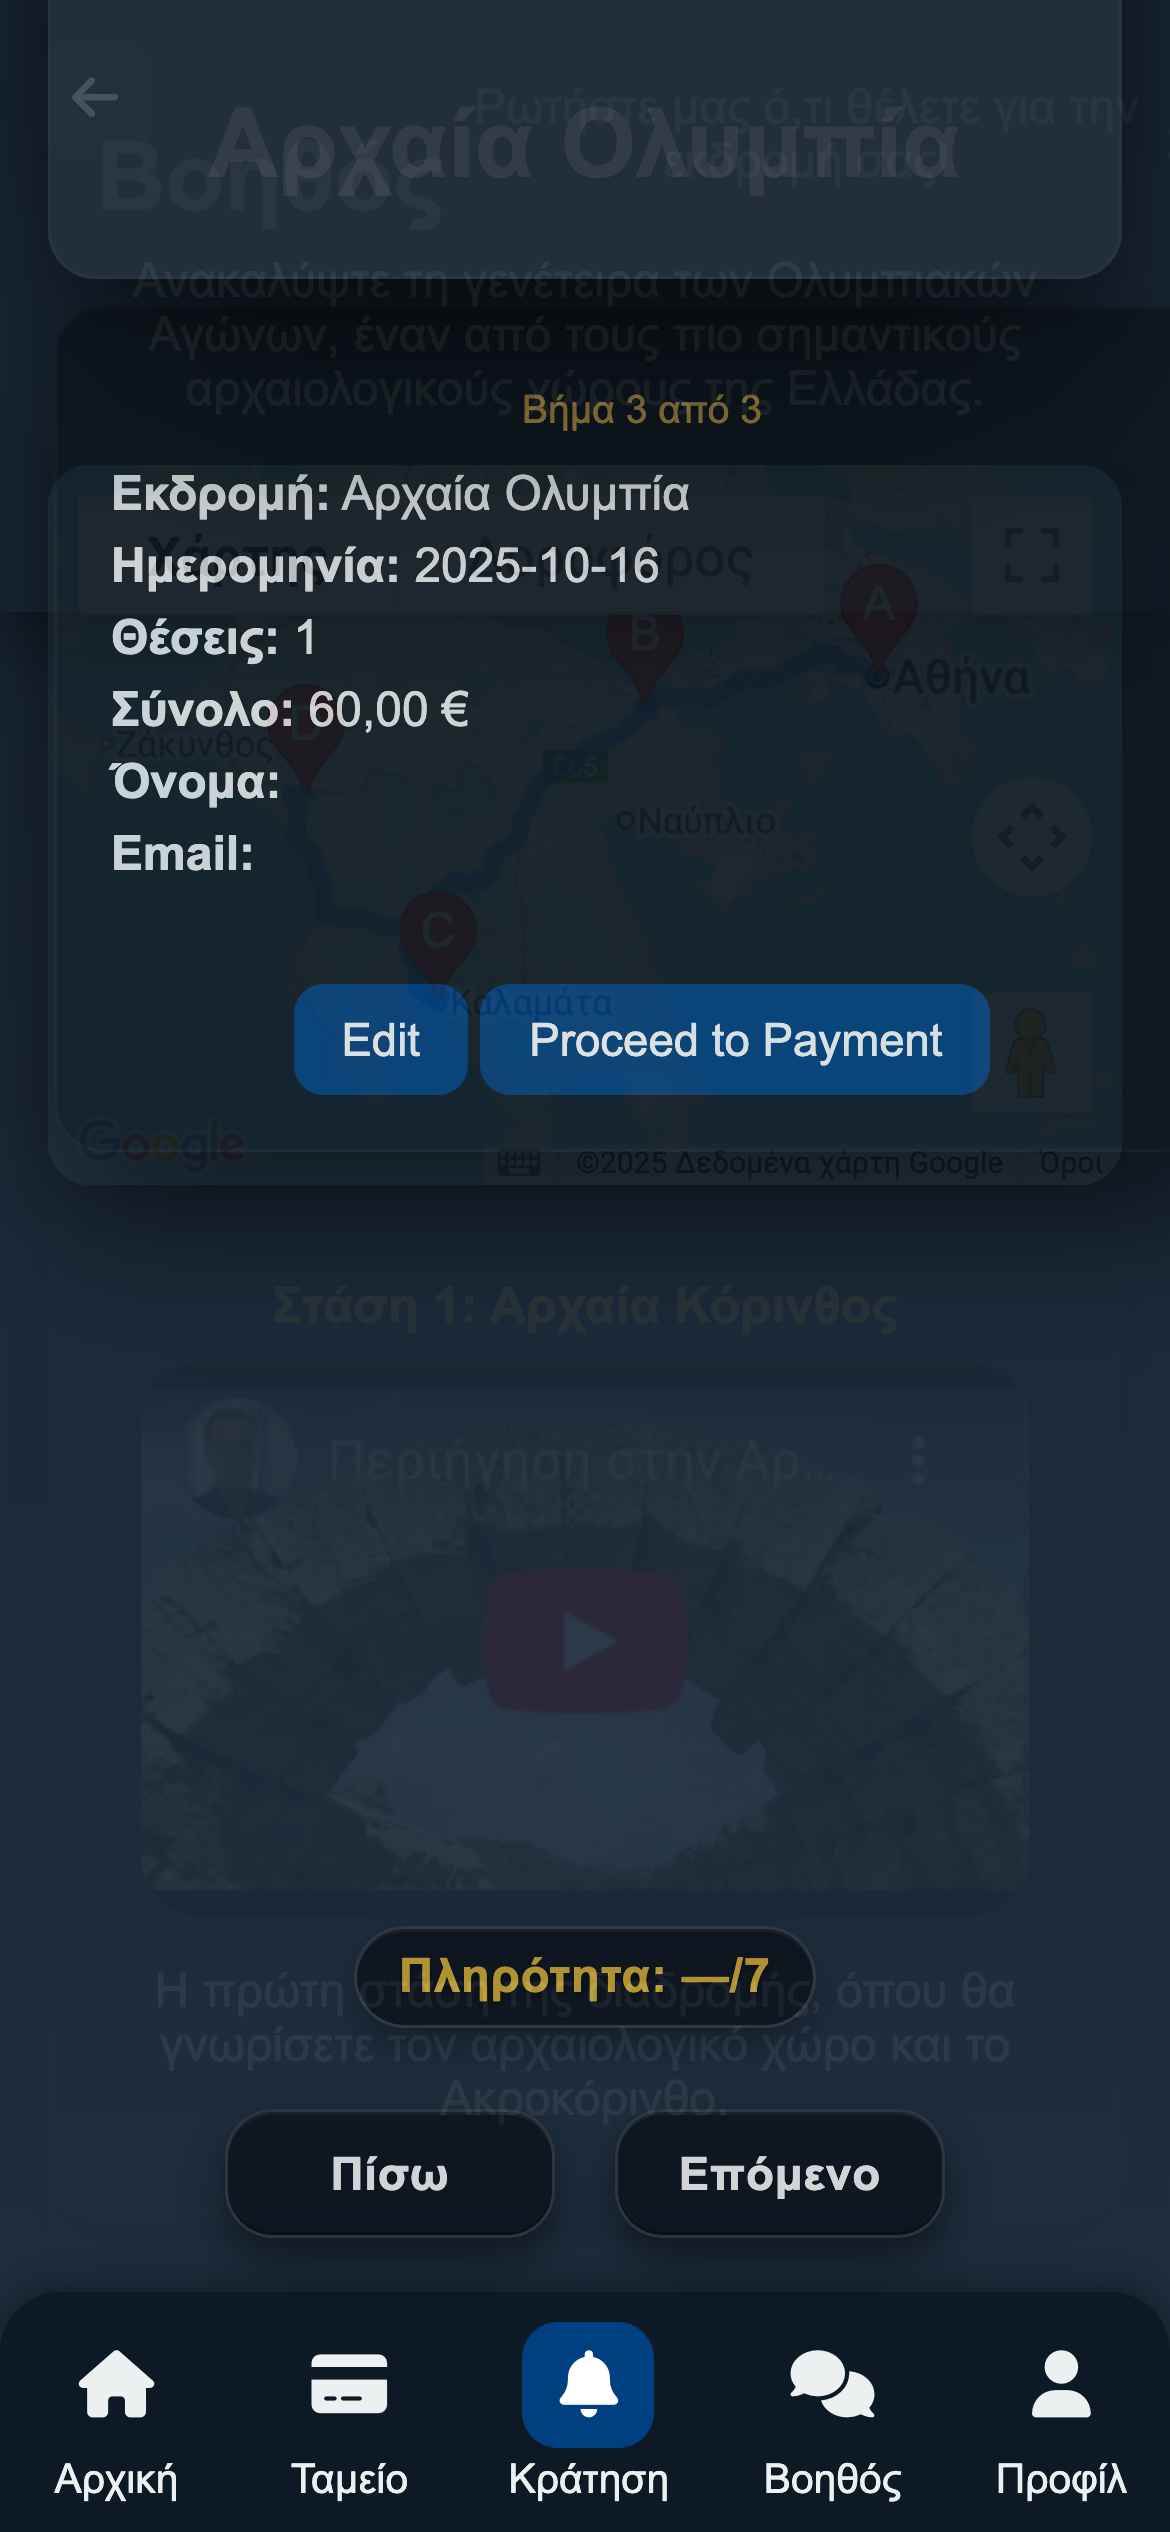 Ρωτήστε μας ό,τι θέλετε για την
εκδρομή σας!
Αρχαία Ολυμπία
Βοηθός
Ανακαλύψτε τη γενέτειρα των Ολυμπιακών
Αγώνων, έναν από τους πιο σημαντικούς
αρχαιολογικούς χώρους της Ελλάδας.
Βήμα 3 από 3
Εκδρομή: Αρχαία Ολυμπία
Χάρτης
Δορυφόρος
Ημερομηνία: 2025-10-16
A
B
Θέσεις: 1
Αθήνα
Σύνολο: 60,00 €
D
Ζάκυνθος
E65
Όνομα:
Ναύπλιο
Email:
C
Καλαμάτα
Edit
Proceed to Payment
Google
©2025 Δεδομένα χάρτη Google
Όροι
Στάση 1: Αρχαία Κόρινθος
Περιήγηση στην Αρ...
Πληρότητα: —/7
Η πρώτη στάση της διαδρομής, όπου θα
γνωρίσετε τον αρχαιολογικό χώρο και το
Ακροκόρινθο.
Πίσω
Επόμενο
Αρχική
Ταμείο
Κράτηση
Βοηθός
Προφίλ